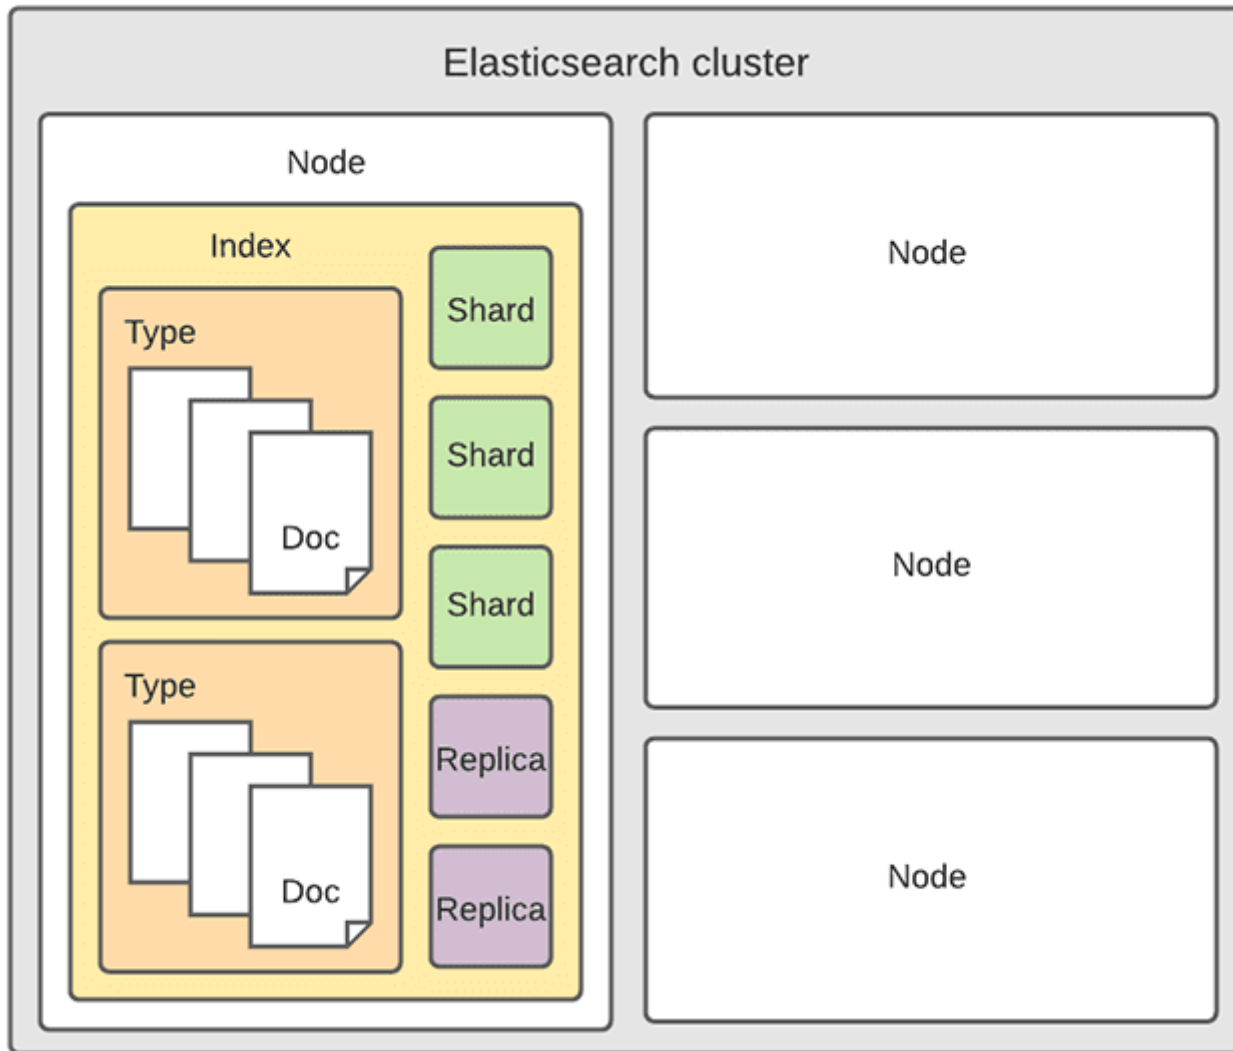 Elasticsearch cluster
Node
Index
Type
Doc
Type
Doc
Shard
Shard
Shard
Replica
Replica
Node
Node
Node